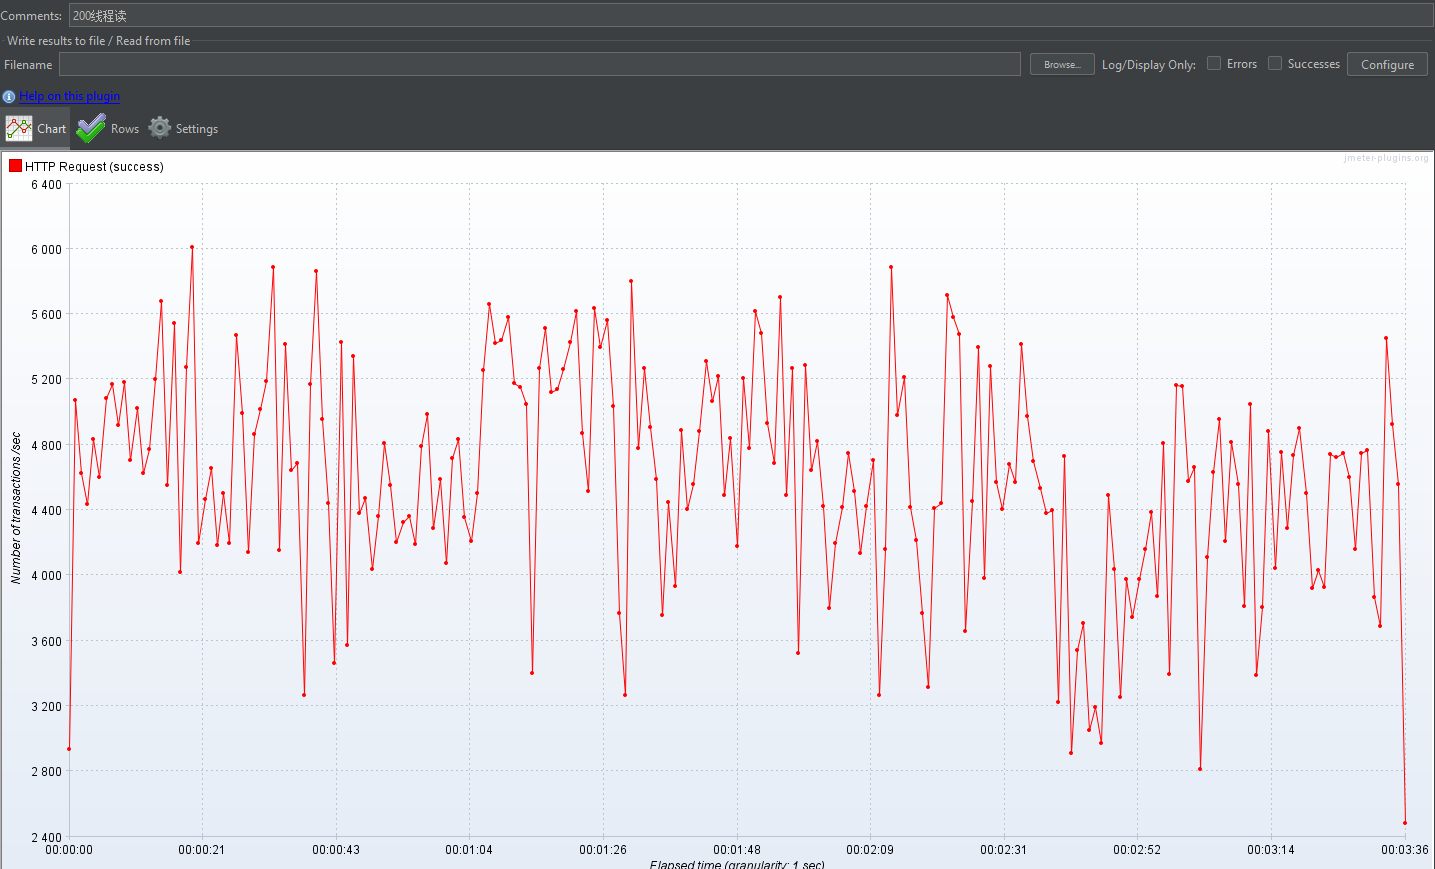 Comments: 200线程读
Write results to file / Read from file
Filename Browse... Log/Display Only: Errors Successes Configure
Help on this plugin
Chart Rows Settings
HTTP Request (success)
jmeter-plugins.org
6 400
6 000
5 600
5 200
4 800
4 400
4 000
3 600
3 200
2 800
2 400
Number of transactions /sec
00:00:00 00:00:21 00:00:43 00:01:04 00:01:26 00:01:48 00:02:09 00:02:31 00:02:52 00:03:14 00:03:36
Elapsed time (granularity: 1 sec)